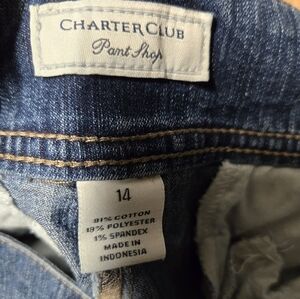 CHARTER CLUB
Pant Shop
14
81% COTTON
18% POLYESTER
1% SPANDEX
MADE IN
INDONESIA